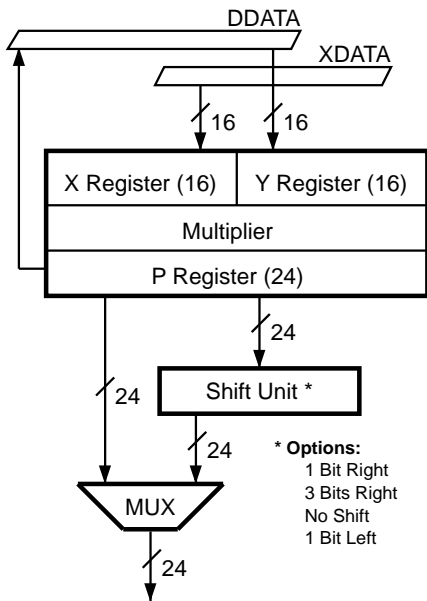 DDATA
XDATA
16 16
X Register (16) Y Register (16)
Multiplier
P Register (24)
24
Shift Unit *
24
24
* Options:
1 Bit Right
3 Bits Right
No Shift
1 Bit Left
MUX
24